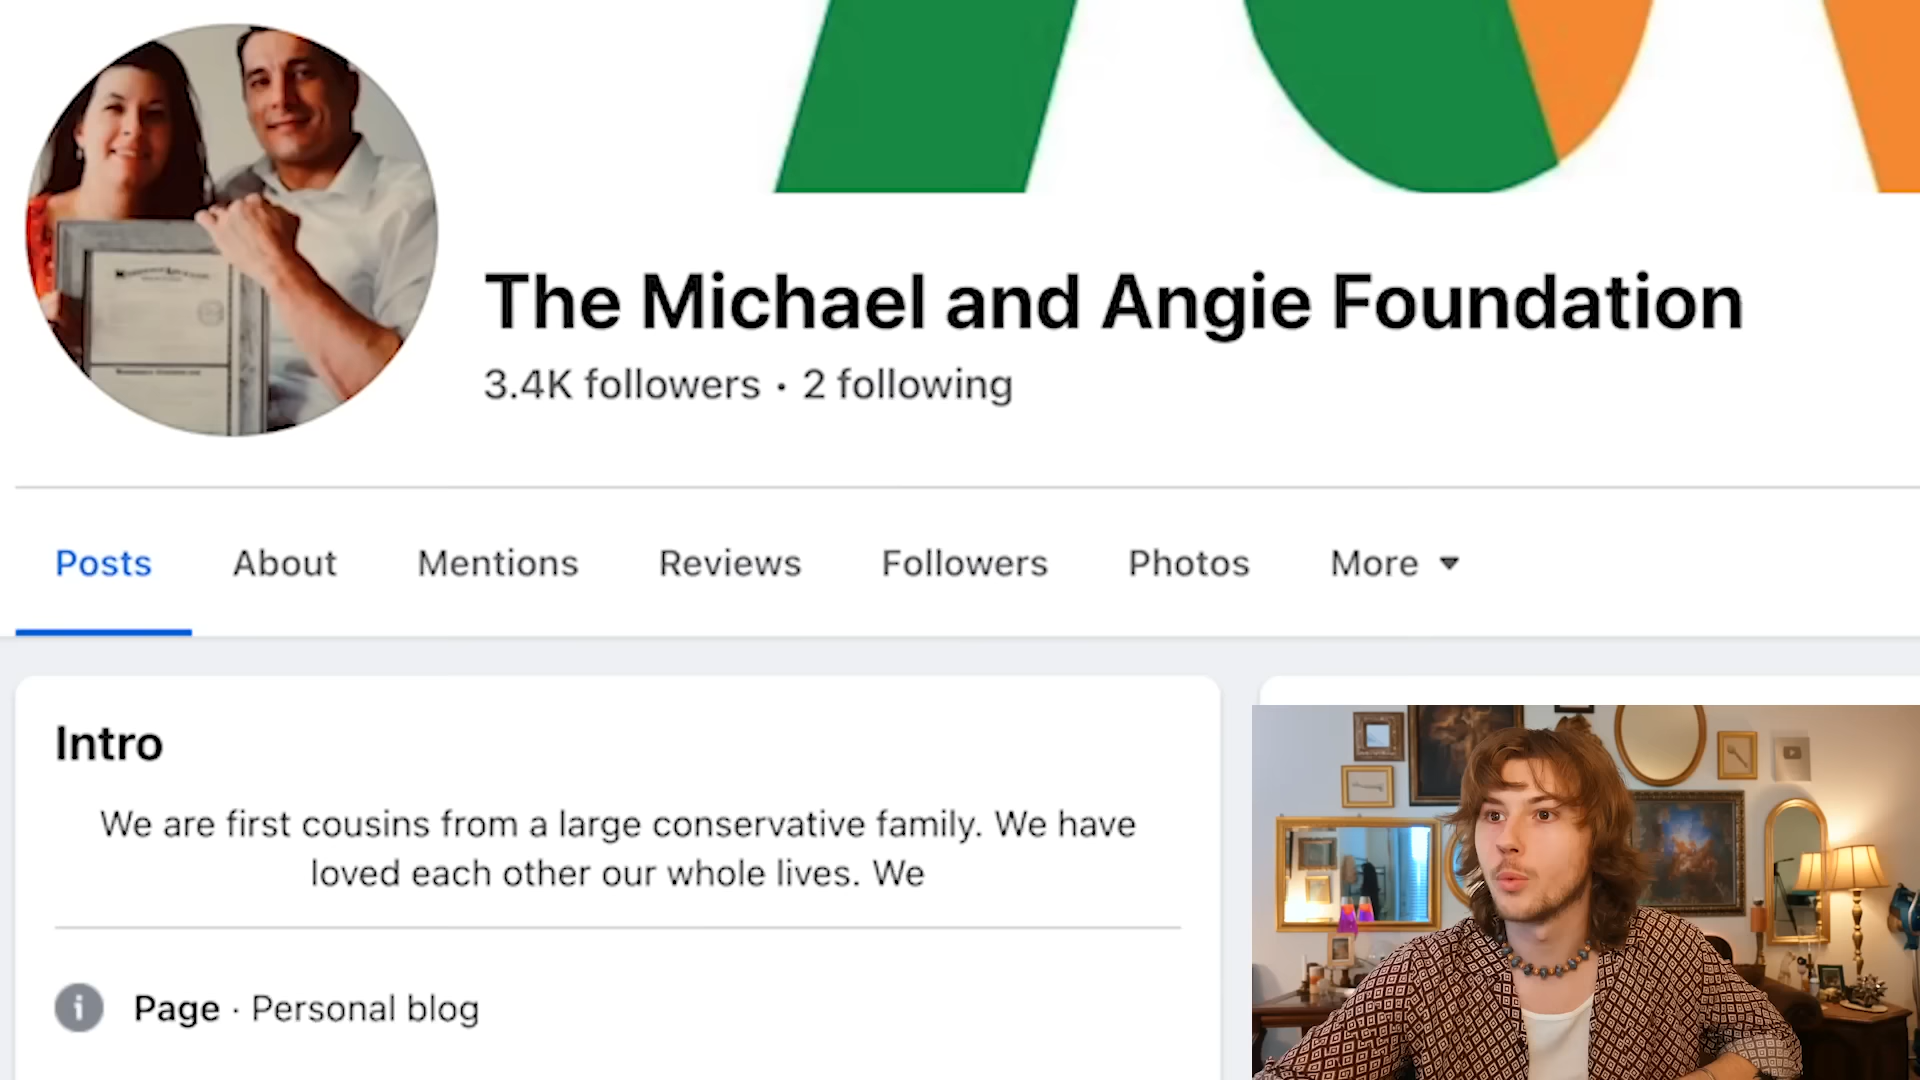 The Michael and Angie Foundation
3.4K followers · 2 following
Posts About Mentions Reviews Followers Photos More
Intro
We are first cousins from a large conservative family. We have
loved each other our whole lives. We
Page · Personal blog